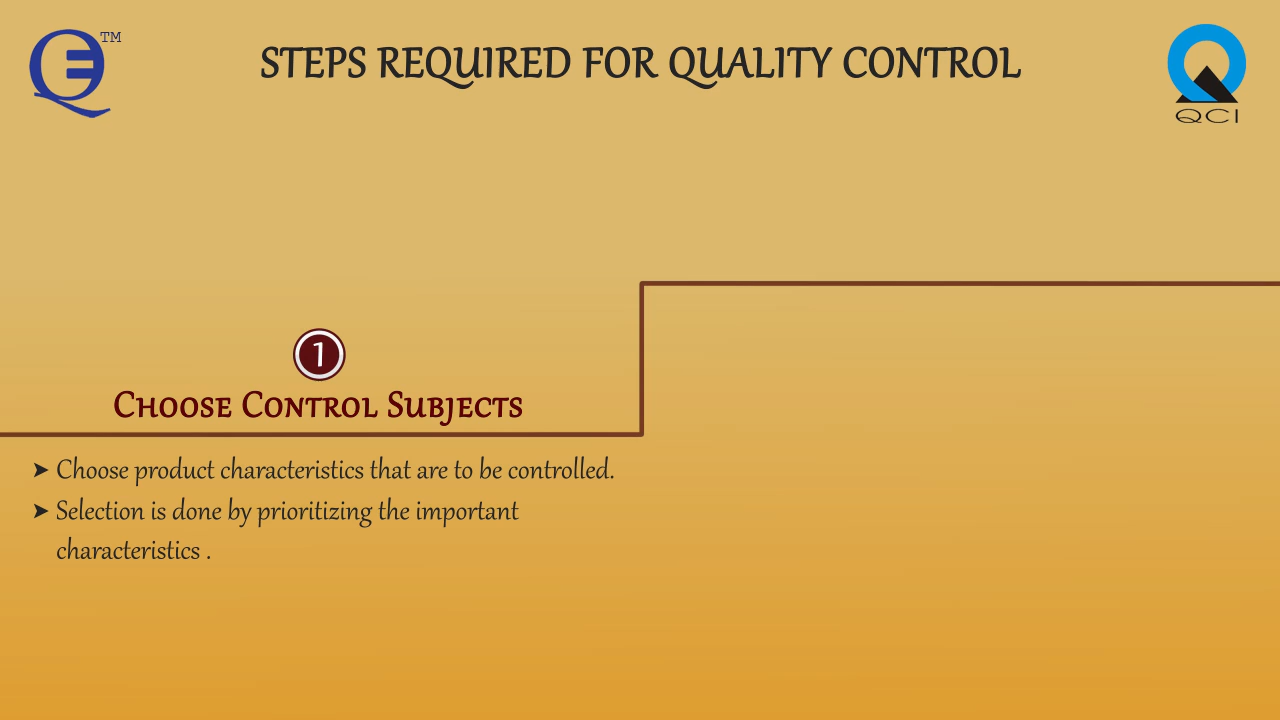 QE TM
STEPS REQUIRED FOR QUALITY CONTROL
QCI
1
Choose Control Subjects
➤ Choose product characteristics that are to be controlled.
➤ Selection is done by prioritizing the important
characteristics .